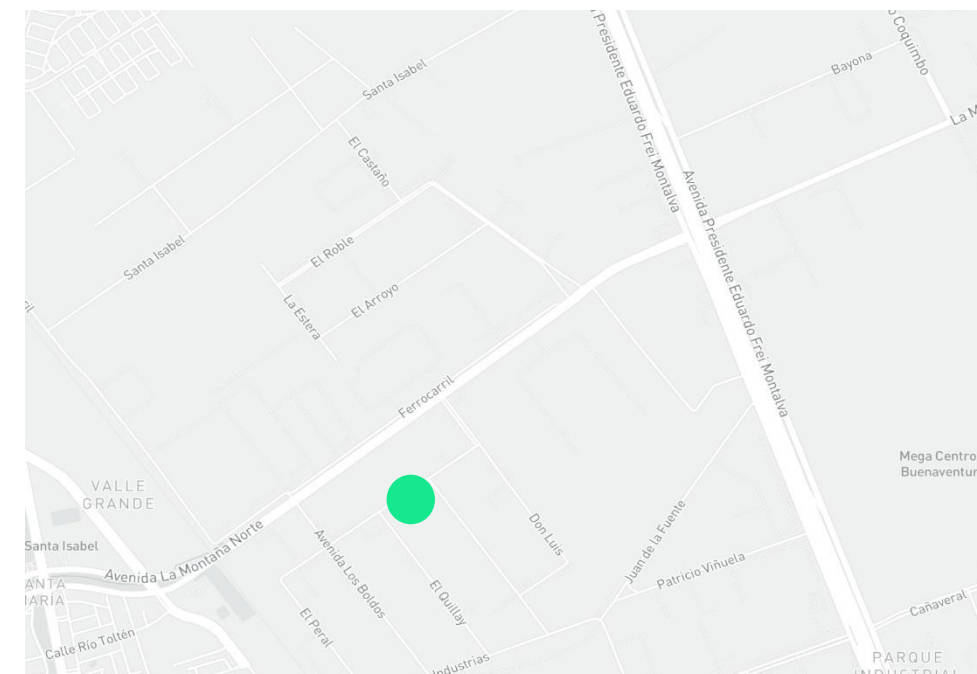 Presidente Eduardo Frei Montalva
Coquimbo
Bayona
Santa Isabel
La M
El Castaño
Avenida Presidente Eduardo Frei Montalva
Santa Isabel
El Roble
El Arroyo
La Estera
Ferrocarril
Mega Centro
Buenaventur
VALLE
GRANDE
Santa Isabel
Avenida La Montaña Norte
Avenida Los Boldos
Don Luis
Juan de la Fuente
Patricio Viñuela
El Quillay
El Peral
Cañaveral
Calle Río Toltén
Industrias
PARQUE
INDUSTRIAL